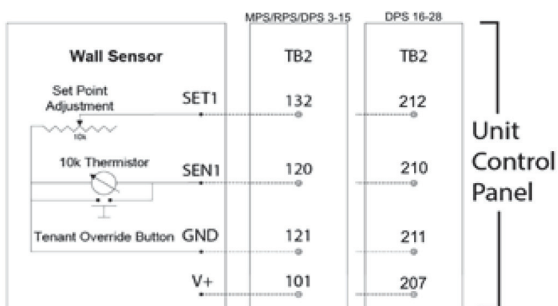 MPS/RPS/DPS 3-15 DPS 16-28
Wall Sensor TB2 TB2
Set Point
Adjustment
SET1 132 212
10k
10k Thermistor
SEN1 120 210
Unit
Control
Panel
Tenant Override Button GND 121 211
V+ 101 207